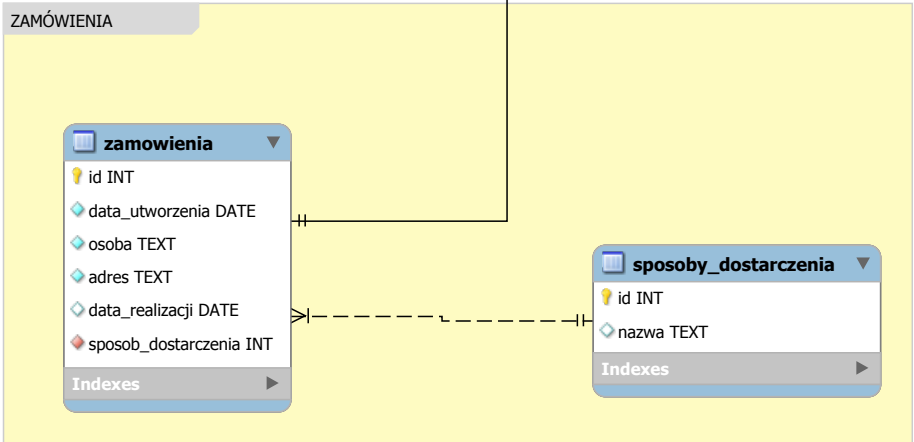 ZAMÓWIENIA
zamowienia
id INT
data_utworzenia DATE
osoba TEXT
adres TEXT
data_realizacji DATE
sposob_dostarczenia INT
Indexes
sposoby_dostarczenia
id INT
nazwa TEXT
Indexes